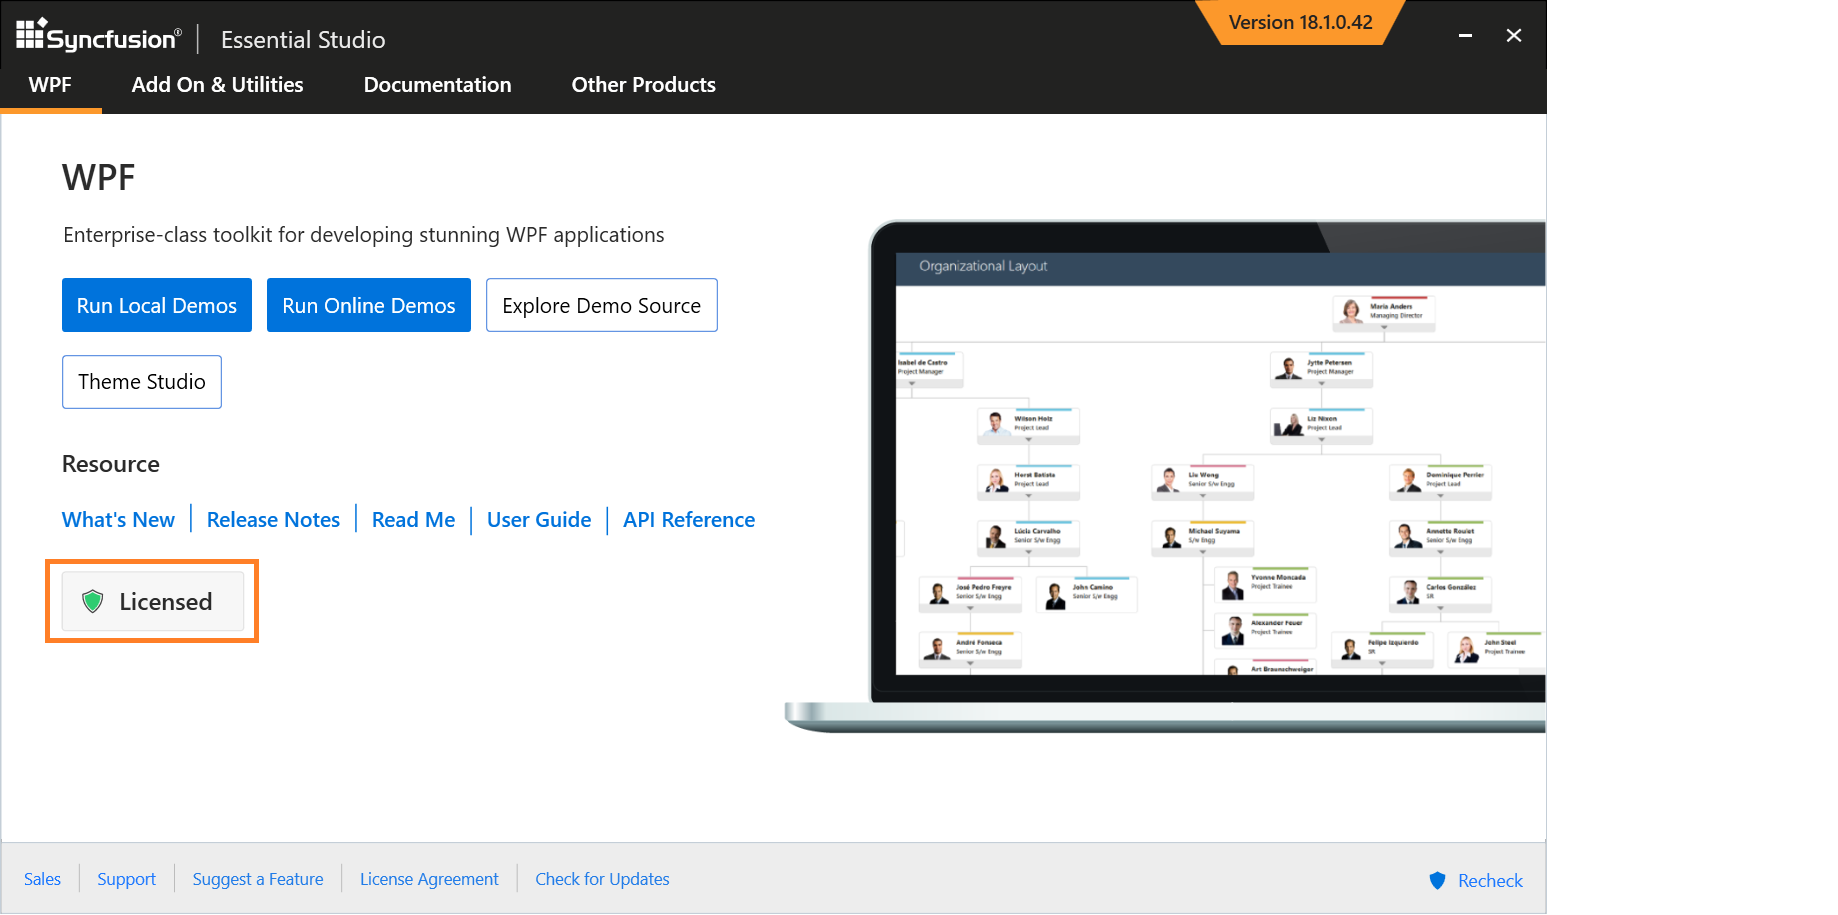 Syncfusion® Essential Studio
Version 18.1.0.42
WPF Add On & Utilities Documentation Other Products
WPF
Enterprise-class toolkit for developing stunning WPF applications
Run Local Demos Run Online Demos Explore Demo Source
Theme Studio
Resource
What's New Release Notes Read Me User Guide API Reference
Licensed
Organizational Layout
Maria Anders
Managing Director
Isabel de Castro
Project Manager
Jytte Petersen
Project Manager
Wilson Holz
Project Lead
Liz Nixon
Project Lead
Horst Batista
Project Lead
Liu Wong
Senior S/w Engg
Dominique Perrier
Project Lead
Lúcia Carvalho
Senior S/w Engg
Michael Suyama
S/w Engg
Annette Roulet
Senior S/w Engg
José Pedro Freyre
Senior S/w Engg
John Camino
Senior S/w Engg
Yvonne Moncada
Project Trainee
Carlos González
SR
Alexander Feuer
Project Trainee
André Fonseca
Senior S/w Engg
Felipe Izquierdo
SR
John Steel
Project Trainee
Art Braunschweiger
Sales Support Suggest a Feature License Agreement Check for Updates
Recheck